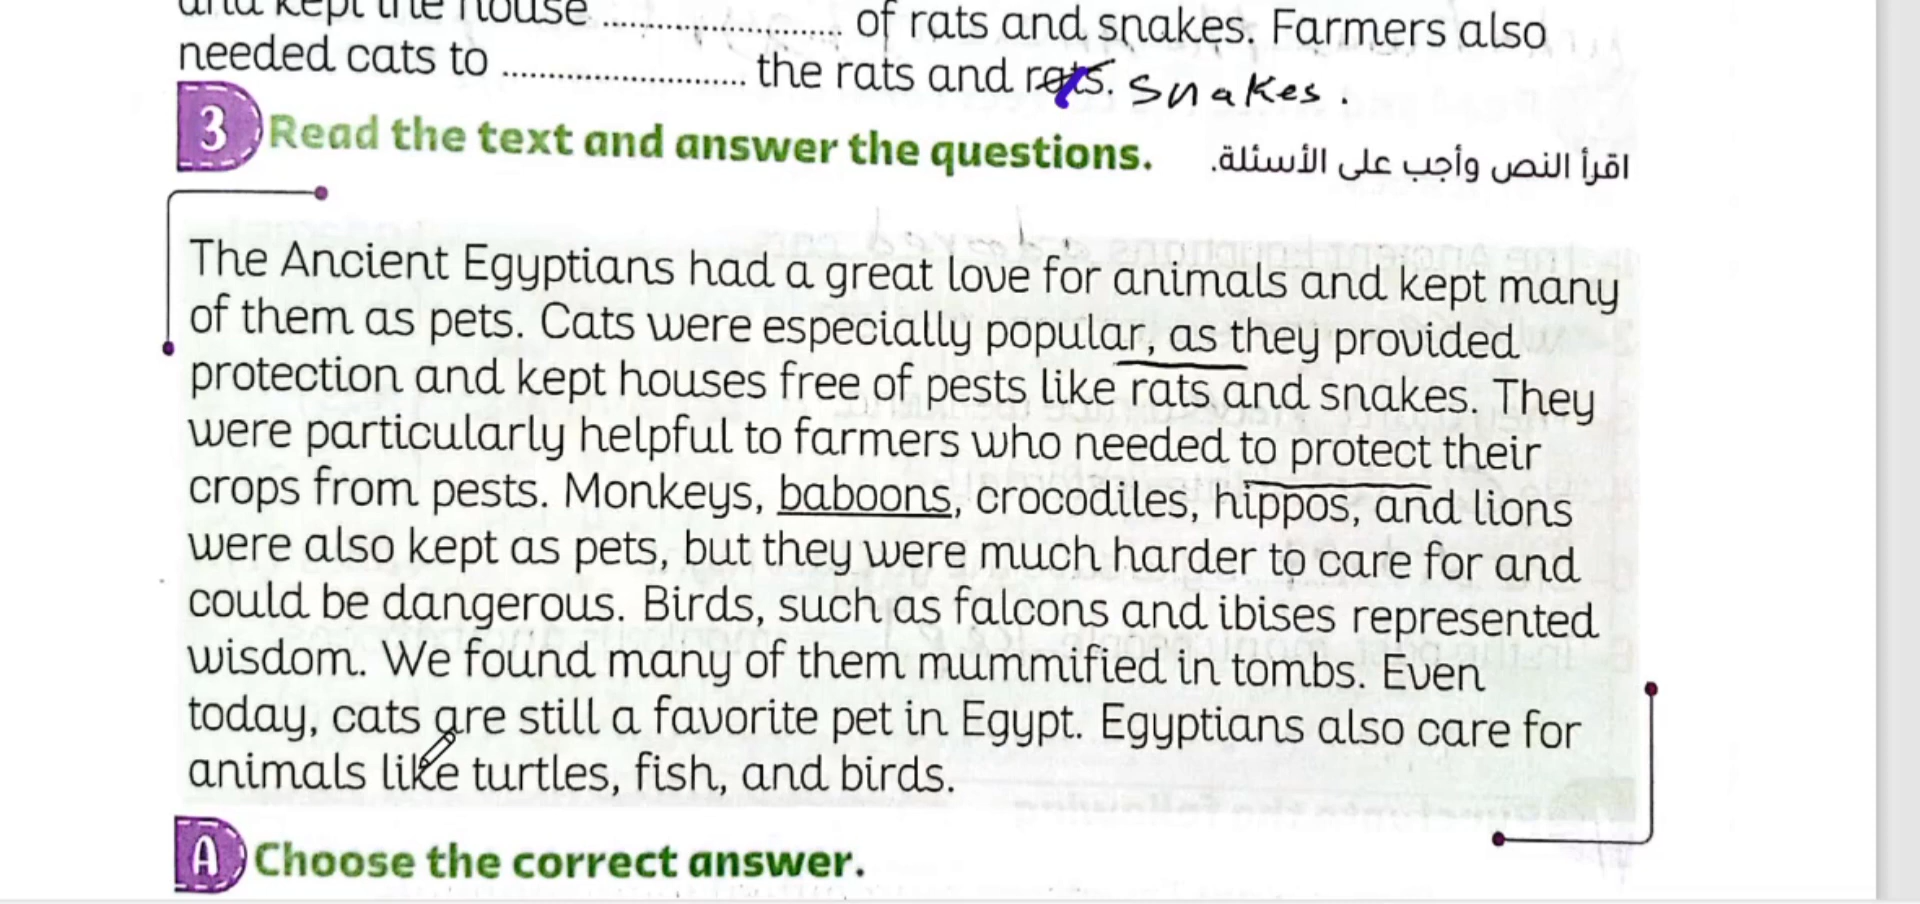 and kept the house ........................ of rats and snakes. Farmers also
needed cats to ........................ the rats and rats. Snakes.
3 Read the text and answer the questions. اقرأ النص وأجب على الأسئلة.
The Ancient Egyptians had a great love for animals and kept many
of them as pets. Cats were especially popular, as they provided
protection and kept houses free of pests like rats and snakes. They
were particularly helpful to farmers who needed to protect their
crops from pests. Monkeys, baboons, crocodiles, hippos, and lions
were also kept as pets, but they were much harder to care for and
could be dangerous. Birds, such as falcons and ibises represented
wisdom. We found many of them mummified in tombs. Even
today, cats are still a favorite pet in Egypt. Egyptians also care for
animals like turtles, fish, and birds.
A Choose the correct answer.